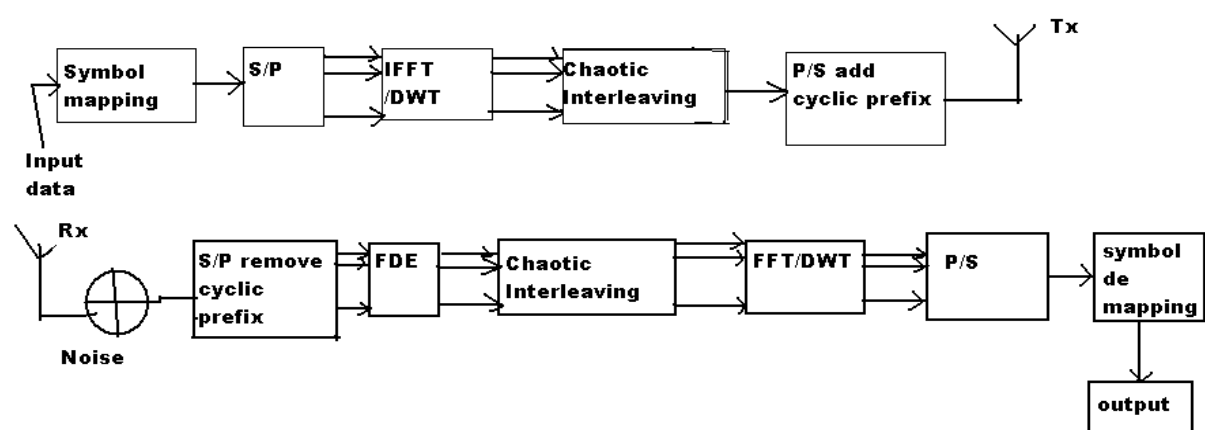 Tx
Symbol
mapping
S/P
IFFT
/DWT
Chaotic
Interleaving
P/S add
cyclic prefix
Input
data
Rx
S/P remove
cyclic
prefix
FDE
Chaotic
Interleaving
FFT/DWT
P/S
symbol
de
mapping
Noise
output